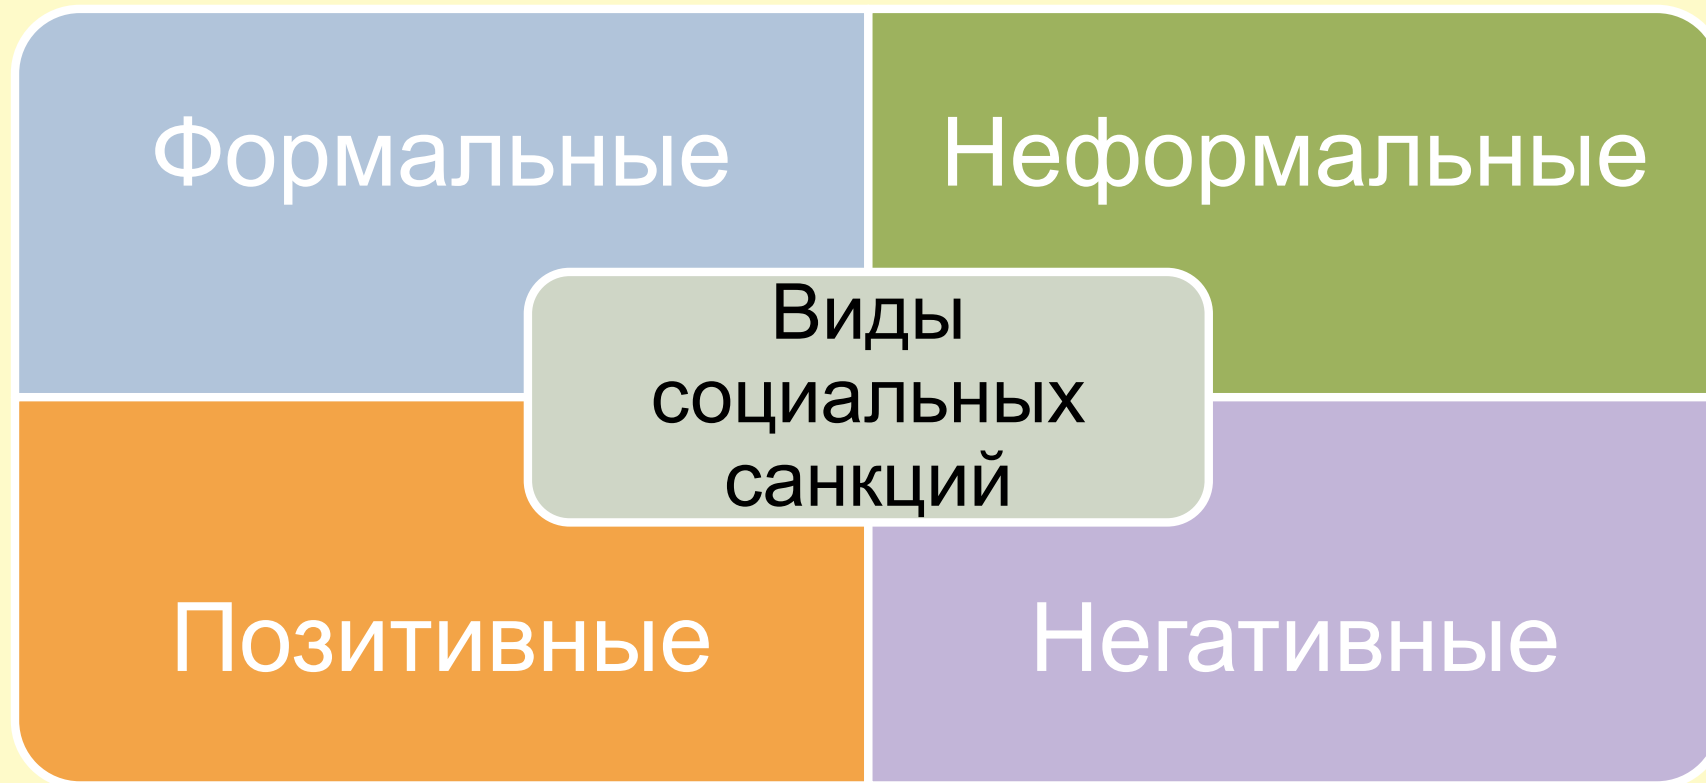 Формальные
Неформальные
Виды
социальных
санкций
Позитивные
Негативные